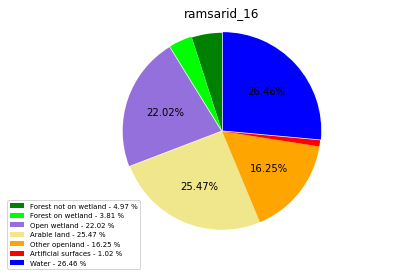 ramsarid_16
26.46%
22.02%
16.25%
25.47%
Forest not on wetland - 4.97 %
Forest on wetland - 3.81 %
Open wetland - 22.02 %
Arable land - 25.47 %
Other openland - 16.25 %
Artificial surfaces - 1.02 %
Water - 26.46 %